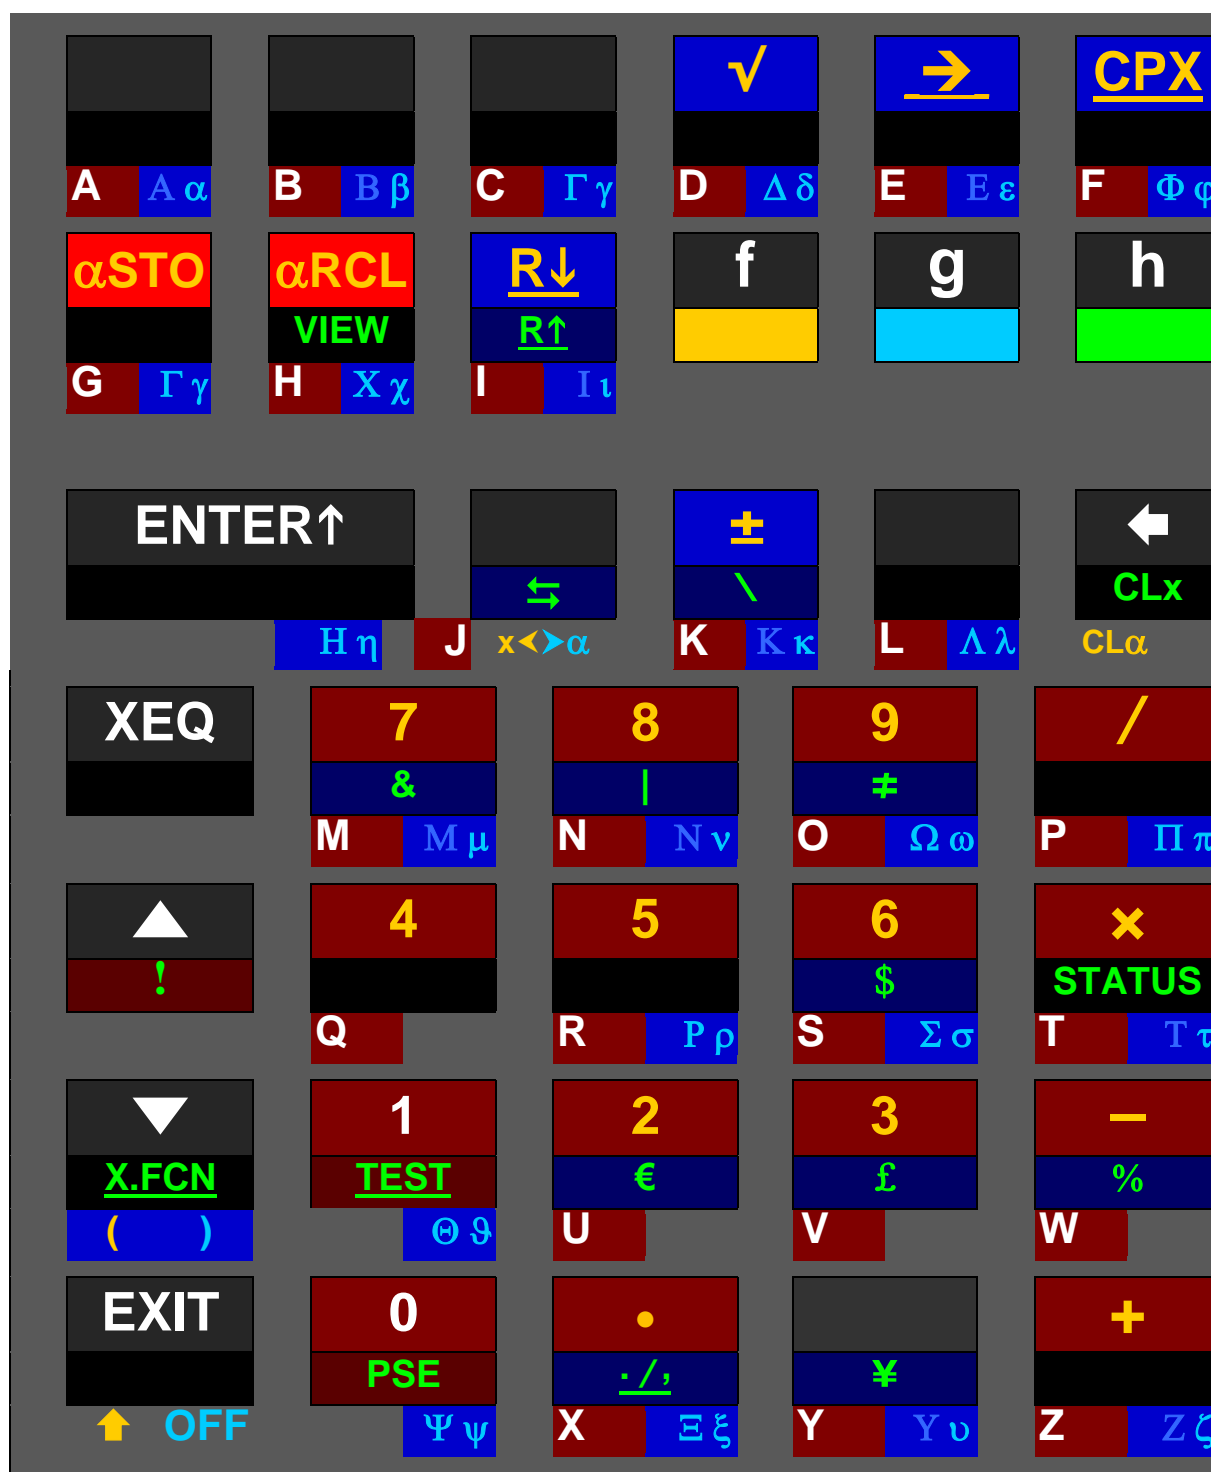 √ → CPX
A Α α B Β β C Γ γ D Δ δ E Ε ε F Φ φ
αSTO αRCL R↓ f g h
VIEW R↑
G Γ γ H Χ χ I Ι ι
ENTER↑ ± 🡄
⇆ \ CLx
Η η J x⮜⮞α K Κ κ L Λ λ CLα
XEQ 7 8 9 /
& | ≠
M Μ μ N Ν ν O Ω ω P Π π
▲ 4 5 6 ×
! $ STATUS
Q R Ρ ρ S Σ σ T Τ τ
▼ 1 2 3 −
X.FCN TEST € £ %
( ) Θ ϑ U V W
EXIT 0 • +
PSE ./, ¥
🡅 OFF Ψ ψ X Ξ ξ Y Υ υ Z Ζ ζ